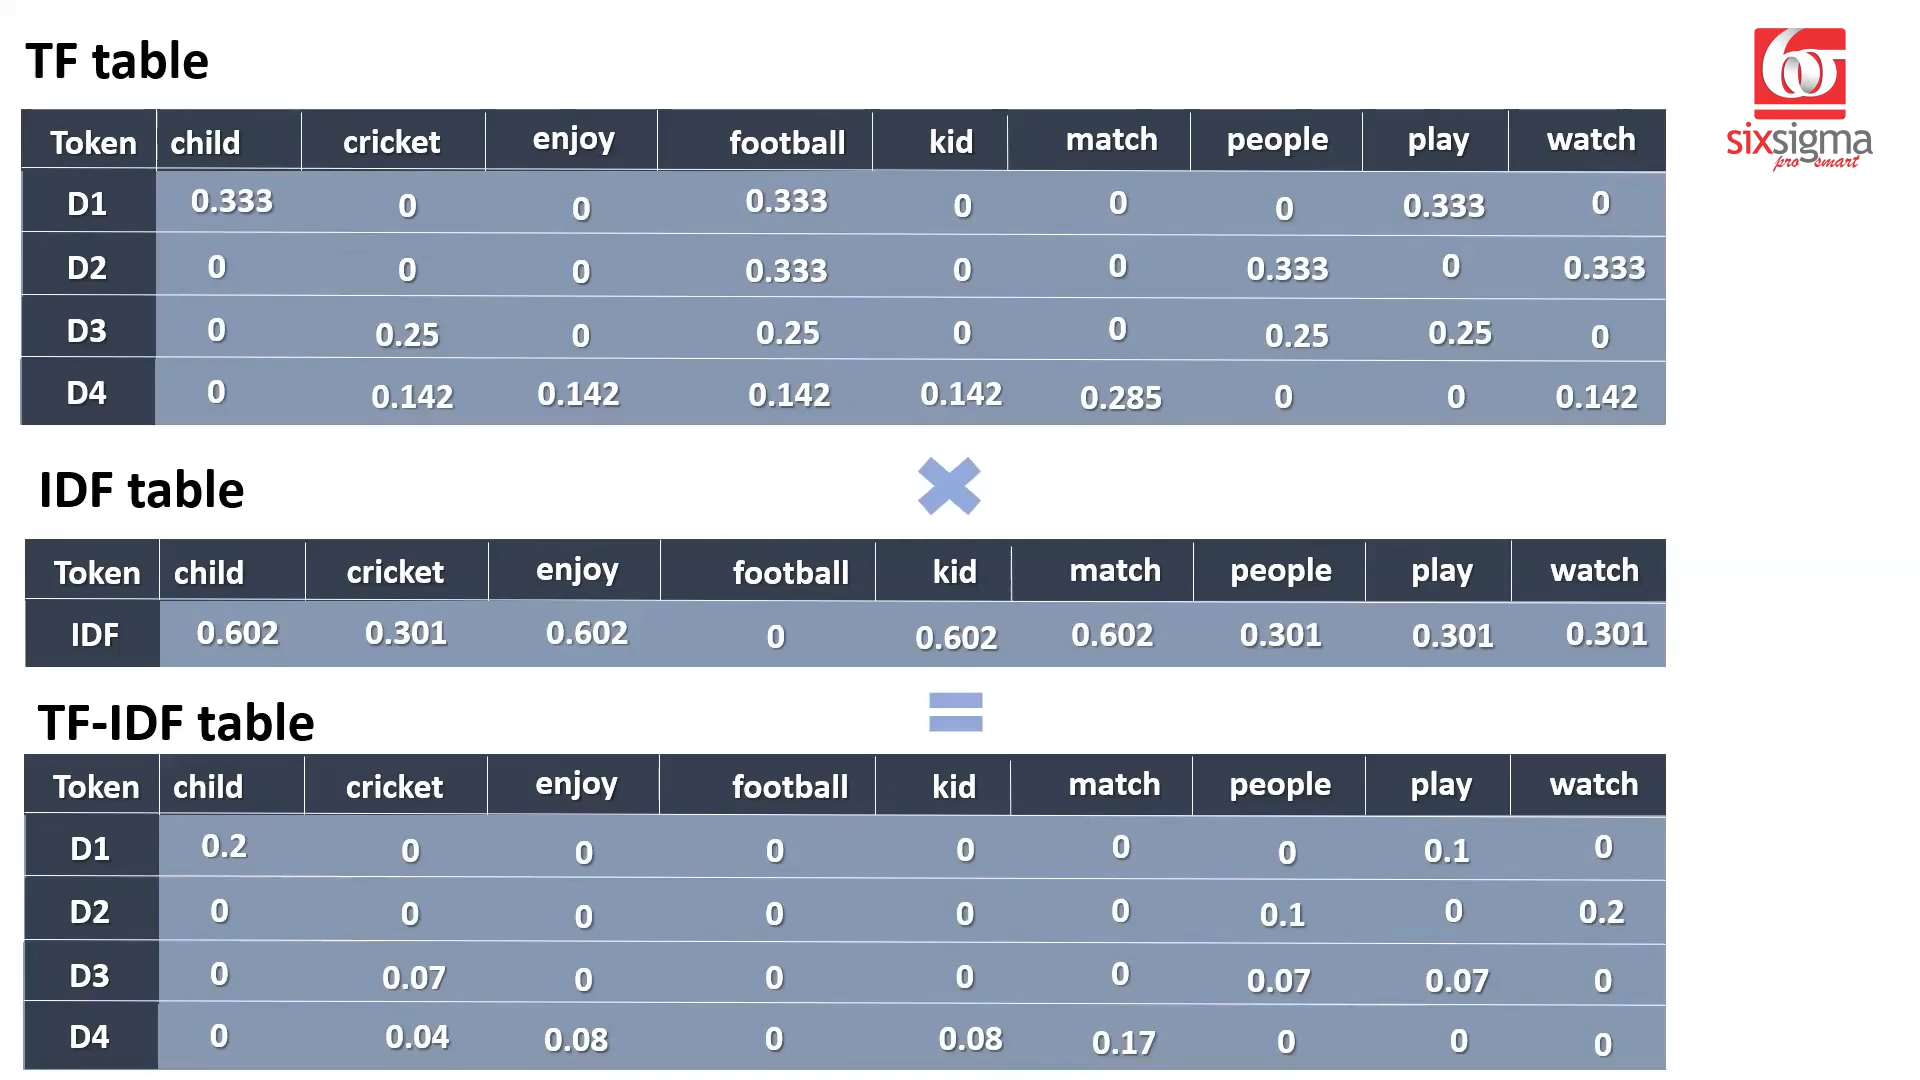 TF table
sixsigma
pro smart
Token child cricket enjoy football kid match people play watch
D1 0.333 0 0 0.333 0 0 0 0.333 0
D2 0 0 0 0.333 0 0 0.333 0 0.333
D3 0 0.25 0 0.25 0 0 0.25 0.25 0
D4 0 0.142 0.142 0.142 0.142 0.285 0 0 0.142
IDF table
Token child cricket enjoy football kid match people play watch
IDF 0.602 0.301 0.602 0 0.602 0.602 0.301 0.301 0.301
TF-IDF table
Token child cricket enjoy football kid match people play watch
D1 0.2 0 0 0 0 0 0 0.1 0
D2 0 0 0 0 0 0 0.1 0 0.2
D3 0 0.07 0 0 0 0 0.07 0.07 0
D4 0 0.04 0.08 0 0.08 0.17 0 0 0